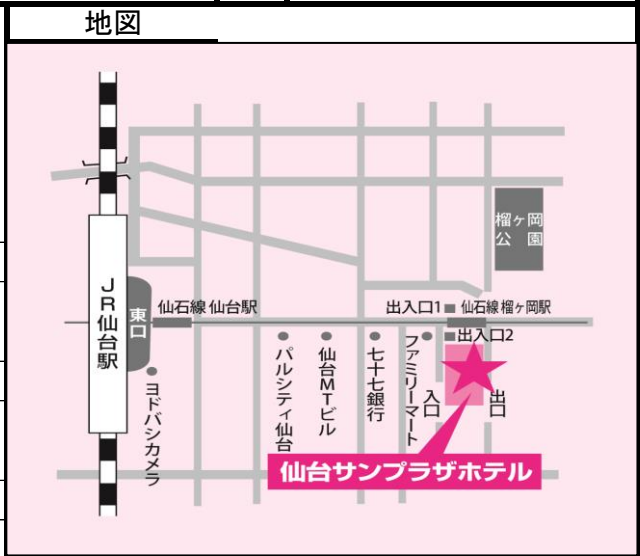 地図
榴ヶ岡
公園
JR仙台駅
東口
仙石線 仙台駅
出入口1
仙石線 榴ヶ岡駅
出入口2
ヨドバシカメラ
パルシティ仙台
仙台MTビル
七十七銀行
ファミリーマート
入口
出口
仙台サンプラザホテル